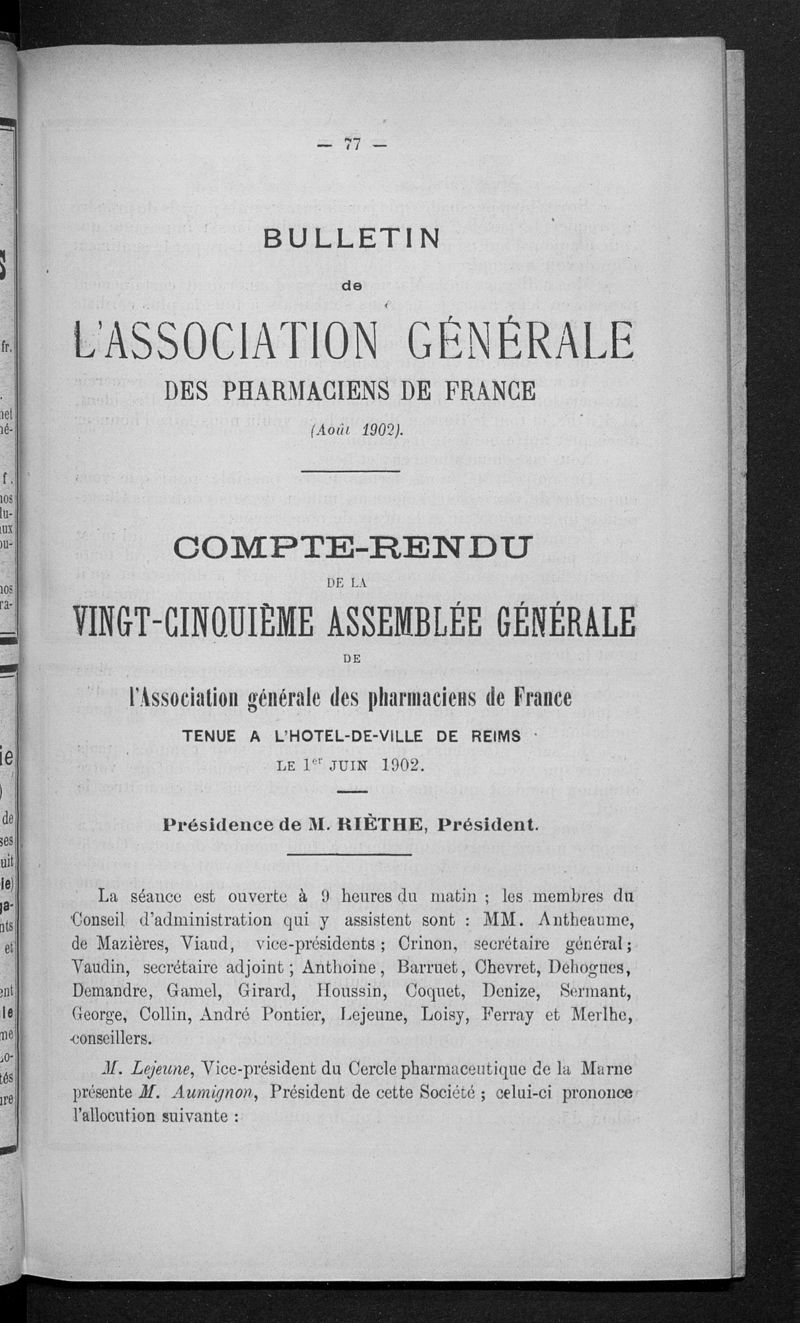 — 77 —
BULLETIN
de
L'ASSOCIATION GÉNÉRALE
DES PHARMACIENS DE FRANCE
(Août 1902).
COMPTE-RENDU
DE LA
VINGT-CINQUIÈME ASSEMBLÉE GÉNÉRALE
DE
l'Association générale des pharmaciens de France
TENUE A L'HOTEL-DE-VILLE DE REIMS
LE 1er JUIN 1902.
Présidence de M. RIÈTHE, Président.
La séance est ouverte à 9 heures du matin ; les membres du
Conseil d'administration qui y assistent sont : MM. Antheaume,
de Mazières, Viaud, vice-présidents ; Crinon, secrétaire général ;
Vaudin, secrétaire adjoint ; Anthoine, Barruet, Chevret, Dehogues,
Demandre, Gamel, Girard, Houssin, Coquet, Denize, Sermant,
George, Collin, André Pontier, Lejeune, Loisy, Ferray et Merlhe,
conseillers.
M. Lejeune, Vice-président du Cercle pharmaceutique de la Marne
présente M. Aumignon, Président de cette Société ; celui-ci prononce
l'allocution suivante :